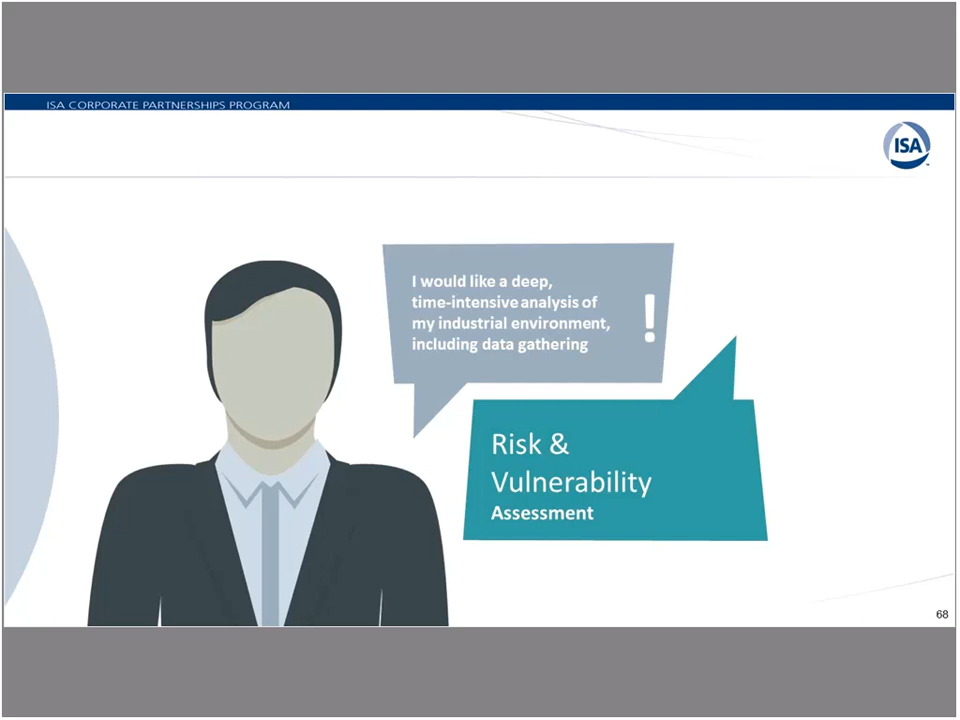 ISA CORPORATE PARTNERSHIPS PROGRAM
ISA
I would like a deep,
time-intensive analysis of
my industrial environment,
including data gathering
!
Risk &
Vulnerability
Assessment
68